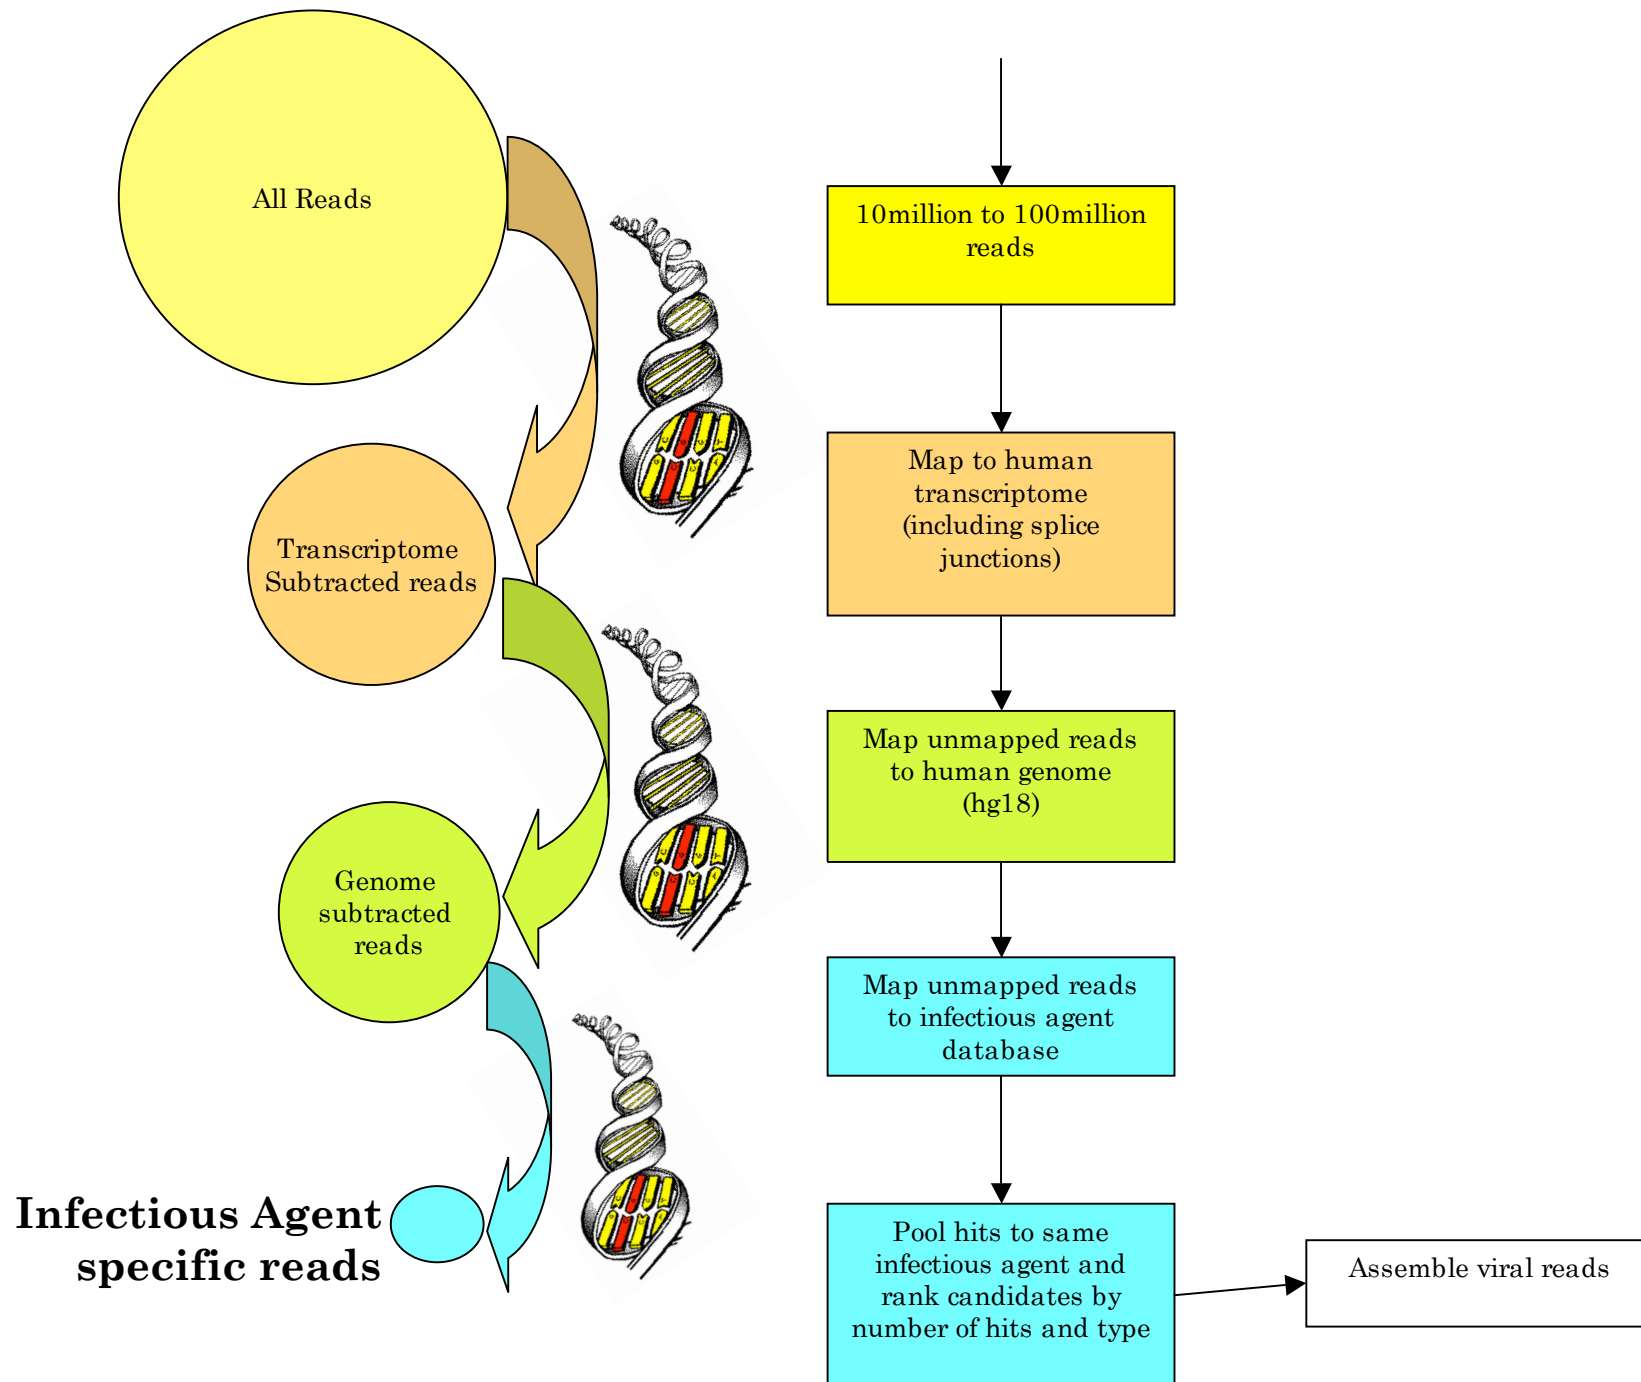 All Reads
Transcriptome
Subtracted reads
Genome
subtracted
reads
Infectious Agent
specific reads
10million to 100million
reads
Map to human
transcriptome
(including splice
junctions)
Map unmapped reads
to human genome
(hg18)
Map unmapped reads
to infectious agent
database
Pool hits to same
infectious agent and
rank candidates by
number of hits and type
Assemble viral reads